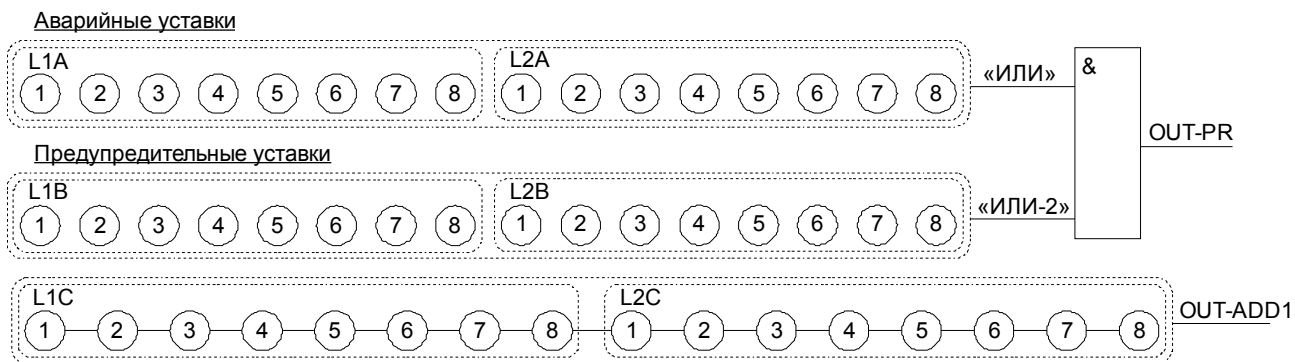 Аварийные уставки
L1A L2A
1 2 3 4 5 6 7 8 1 2 3 4 5 6 7 8
«ИЛИ»
&
OUT-PR
Предупредительные уставки
L1B L2B
1 2 3 4 5 6 7 8 1 2 3 4 5 6 7 8
«ИЛИ-2»
L1C L2C
1 2 3 4 5 6 7 8 1 2 3 4 5 6 7 8
OUT-ADD1